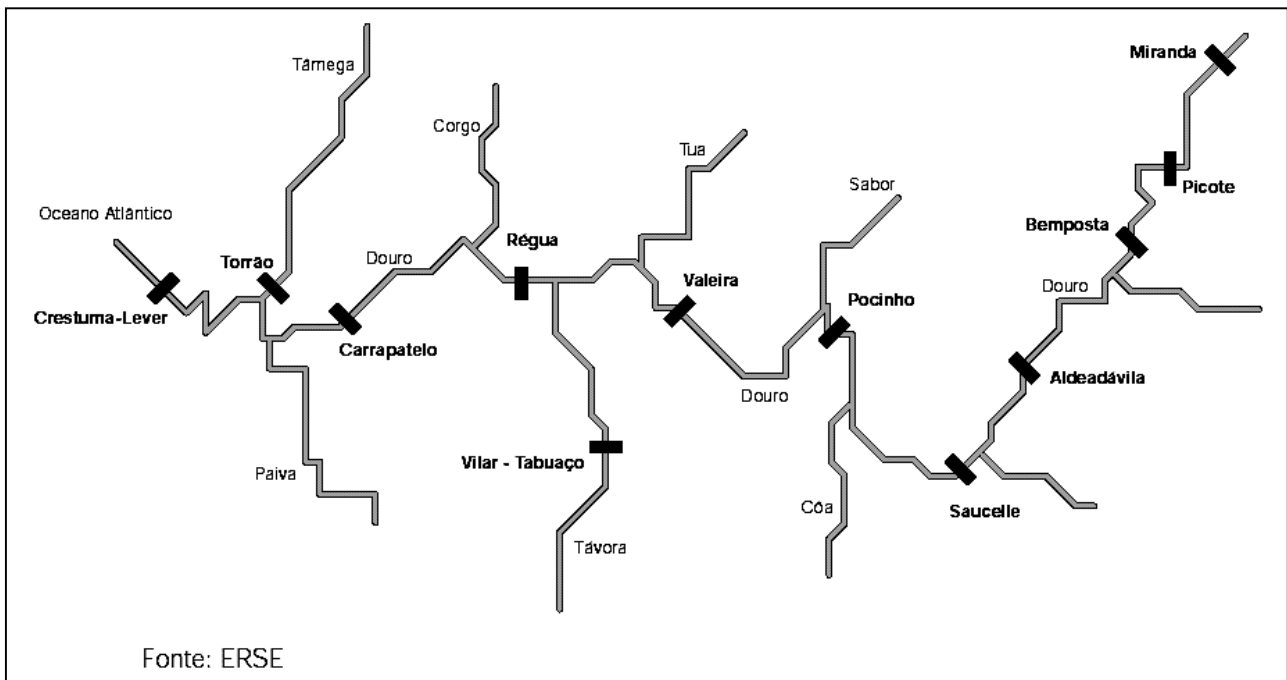 Miranda
Tâmega
Corgo
Tua
Sabor
Picote
Oceano Atlântico
Bemposta
Régua
Torrão
Douro
Valeira
Douro
Pocinho
Crestuma-Lever
Carrapatelo
Aldeadávila
Douro
Vilar - Tabuaço
Paiva
Côa
Saucelle
Távora
Fonte: ERSE